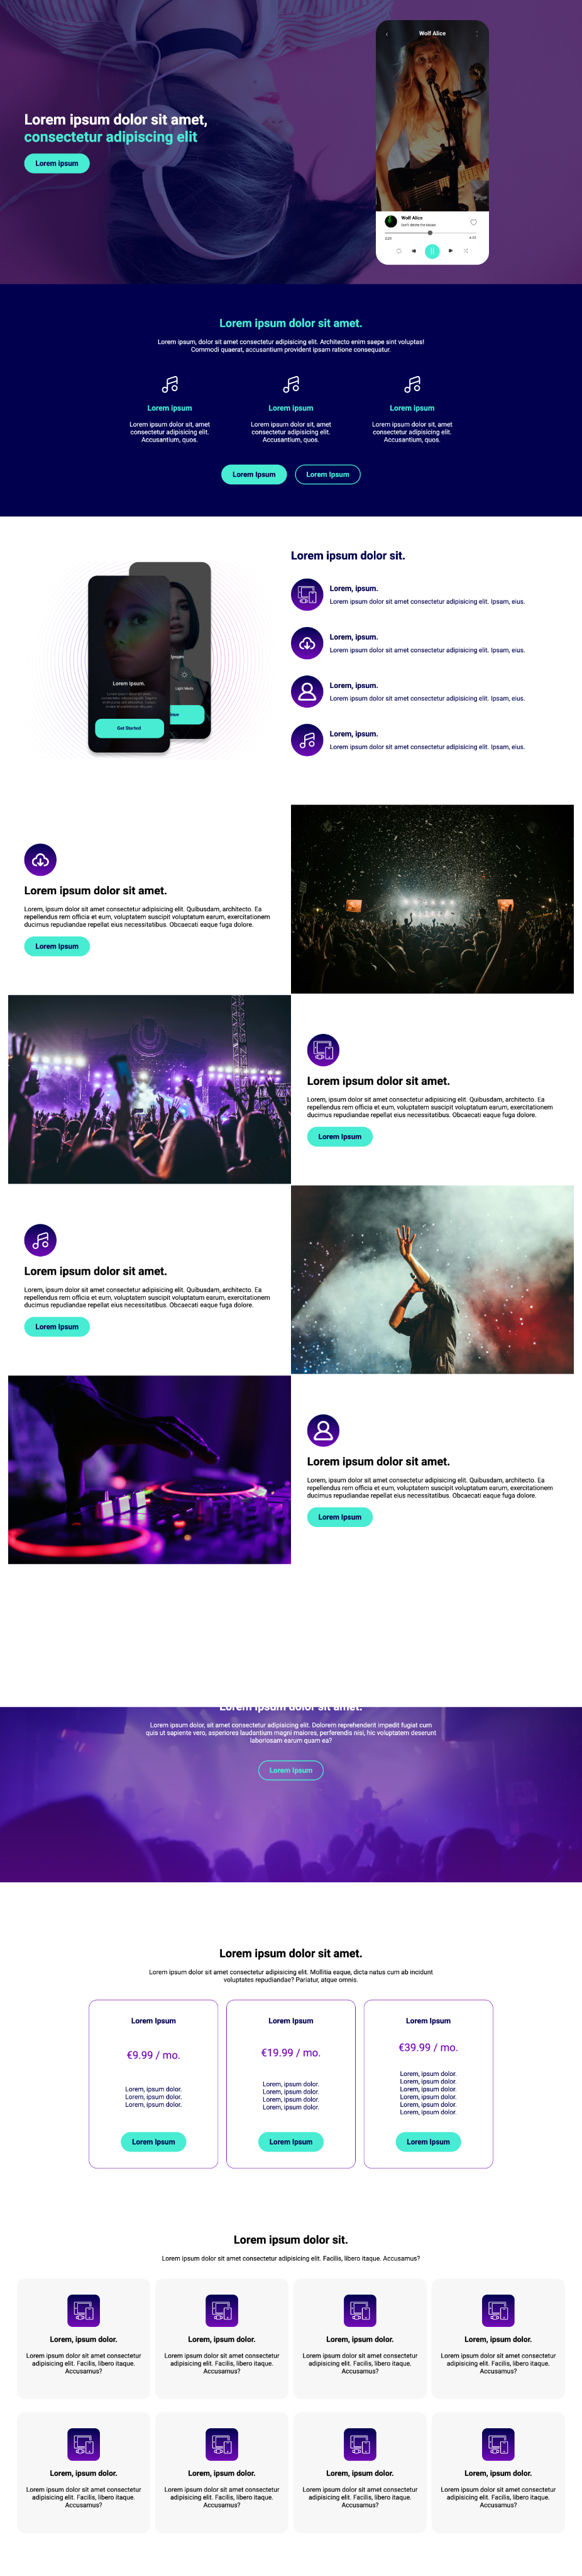 Lorem ipsum dolor sit amet,
consectetur adipiscing elit
Lorem ipsum
Wolf Alice
Wolf Alice
Don't delete the kisses
Lorem ipsum dolor sit amet.
Lorem ipsum, dolor sit amet consectetur adipisicing elit. Architecto enim saepe sint voluptas!
Commodi quaerat, accusantium provident ipsam ratione consequatur.
Lorem ipsum
Lorem ipsum dolor sit, amet
consectetur adipisicing elit.
Accusantium, quos.
Lorem ipsum
Lorem ipsum dolor sit, amet
consectetur adipisicing elit.
Accusantium, quos.
Lorem ipsum
Lorem ipsum dolor sit, amet
consectetur adipisicing elit.
Accusantium, quos.
Lorem Ipsum
Lorem Ipsum
Lorem ipsum dolor sit.
Lorem, ipsum.
Lorem ipsum dolor sit amet consectetur adipisicing elit. Ipsam, eius.
Lorem, ipsum.
Lorem ipsum dolor sit amet consectetur adipisicing elit. Ipsam, eius.
Lorem, ipsum.
Lorem ipsum dolor sit amet consectetur adipisicing elit. Ipsam, eius.
Lorem, ipsum.
Lorem ipsum dolor sit amet consectetur adipisicing elit. Ipsam, eius.
Lorem Ipsum.
Get Started
Light Mode
Lorem ipsum dolor sit amet.
Lorem, ipsum dolor sit amet consectetur adipisicing elit. Quibusdam, architecto. Ea
repellendus rem officia et eum, voluptatem suscipit voluptatum earum, exercitationem
ducimus repudiandae repellat eius necessitatibus. Obcaecati eaque fuga dolore.
Lorem Ipsum
Lorem ipsum dolor sit amet.
Lorem, ipsum dolor sit amet consectetur adipisicing elit. Quibusdam, architecto. Ea
repellendus rem officia et eum, voluptatem suscipit voluptatum earum, exercitationem
ducimus repudiandae repellat eius necessitatibus. Obcaecati eaque fuga dolore.
Lorem Ipsum
Lorem ipsum dolor sit amet.
Lorem, ipsum dolor sit amet consectetur adipisicing elit. Quibusdam, architecto. Ea
repellendus rem officia et eum, voluptatem suscipit voluptatum earum, exercitationem
ducimus repudiandae repellat eius necessitatibus. Obcaecati eaque fuga dolore.
Lorem Ipsum
Lorem ipsum dolor sit amet.
Lorem, ipsum dolor sit amet consectetur adipisicing elit. Quibusdam, architecto. Ea
repellendus rem officia et eum, voluptatem suscipit voluptatum earum, exercitationem
ducimus repudiandae repellat eius necessitatibus. Obcaecati eaque fuga dolore.
Lorem Ipsum
Lorem ipsum dolor sit amet.
Lorem ipsum dolor, sit amet consectetur adipisicing elit. Dolorem reprehenderit impedit fugiat cum
quis ut sapiente vero, asperiores laudantium magni maiores, perferendis nisi, hic voluptatem deserunt
laboriosam earum quam ea?
Lorem Ipsum
Lorem ipsum dolor sit amet.
Lorem ipsum dolor sit amet consectetur adipisicing elit. Mollitia eaque, dicta natus cum ab incidunt
voluptates repudiandae? Pariatur, atque omnis.
Lorem Ipsum
€9.99 / mo.
Lorem, ipsum dolor.
Lorem, ipsum dolor.
Lorem, ipsum dolor.
Lorem Ipsum
Lorem Ipsum
€19.99 / mo.
Lorem, ipsum dolor.
Lorem, ipsum dolor.
Lorem, ipsum dolor.
Lorem, ipsum dolor.
Lorem Ipsum
Lorem Ipsum
€39.99 / mo.
Lorem, ipsum dolor.
Lorem, ipsum dolor.
Lorem, ipsum dolor.
Lorem, ipsum dolor.
Lorem, ipsum dolor.
Lorem, ipsum dolor.
Lorem Ipsum
Lorem ipsum dolor sit.
Lorem ipsum dolor sit amet consectetur adipisicing elit. Facilis, libero itaque. Accusamus?
Lorem, ipsum dolor.
Lorem ipsum dolor sit amet consectetur
adipisicing elit. Facilis, libero itaque.
Accusamus?
Lorem, ipsum dolor.
Lorem ipsum dolor sit amet consectetur
adipisicing elit. Facilis, libero itaque.
Accusamus?
Lorem, ipsum dolor.
Lorem ipsum dolor sit amet consectetur
adipisicing elit. Facilis, libero itaque.
Accusamus?
Lorem, ipsum dolor.
Lorem ipsum dolor sit amet consectetur
adipisicing elit. Facilis, libero itaque.
Accusamus?
Lorem, ipsum dolor.
Lorem ipsum dolor sit amet consectetur
adipisicing elit. Facilis, libero itaque.
Accusamus?
Lorem, ipsum dolor.
Lorem ipsum dolor sit amet consectetur
adipisicing elit. Facilis, libero itaque.
Accusamus?
Lorem, ipsum dolor.
Lorem ipsum dolor sit amet consectetur
adipisicing elit. Facilis, libero itaque.
Accusamus?
Lorem, ipsum dolor.
Lorem ipsum dolor sit amet consectetur
adipisicing elit. Facilis, libero itaque.
Accusamus?